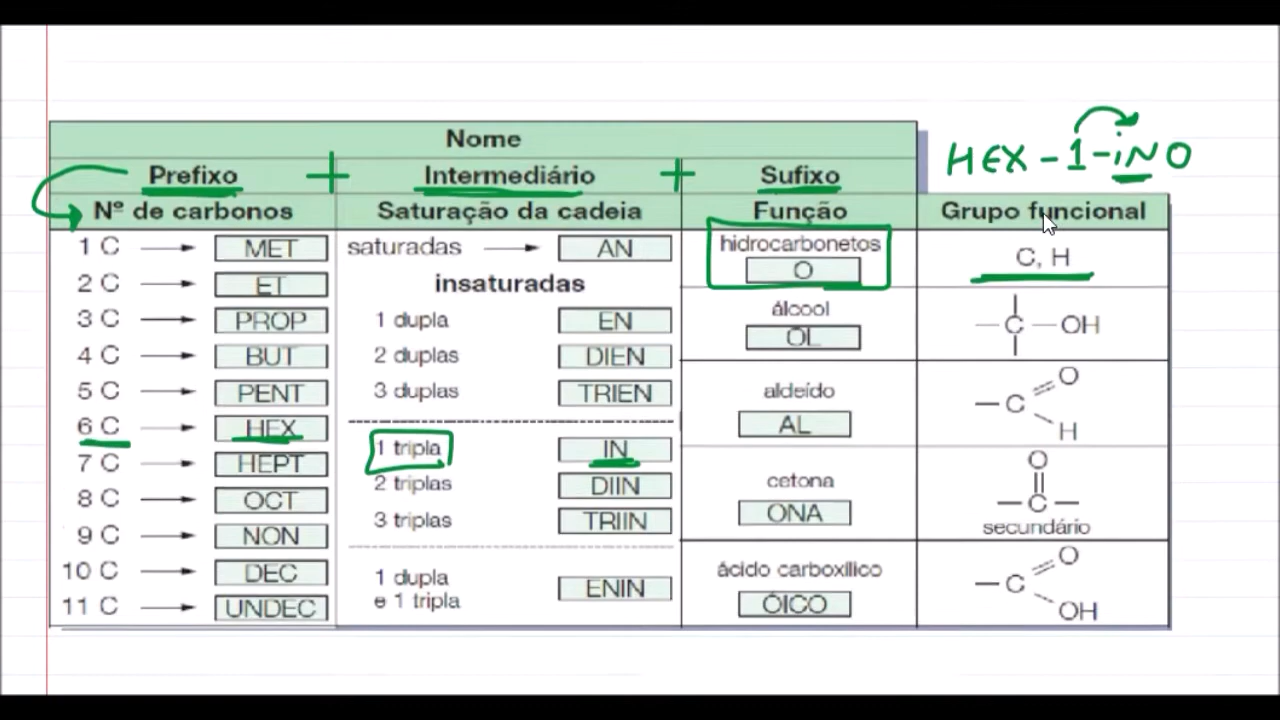 Nome
HEX - 1 - iNO
Prefixo + Intermediário + Sufixo
Nº de carbonos Saturação da cadeia Função Grupo funcional
1 C MET saturadas AN hidrocarbonetos O C, H
2 C ET insaturadas
3 C PROP 1 dupla EN álcool OL —C—OH
4 C BUT 2 duplas DIEN
5 C PENT 3 duplas TRIEN aldeído AL —C O H
6 C HEX
1 tripla IN
7 C HEPT
2 triplas DIIN cetona ONA O —C— secundário
8 C OCT
3 triplas TRIIN
9 C NON
10 C DEC 1 dupla e 1 tripla ENIN ácido carboxílico ÓICO —C O OH
11 C UNDEC